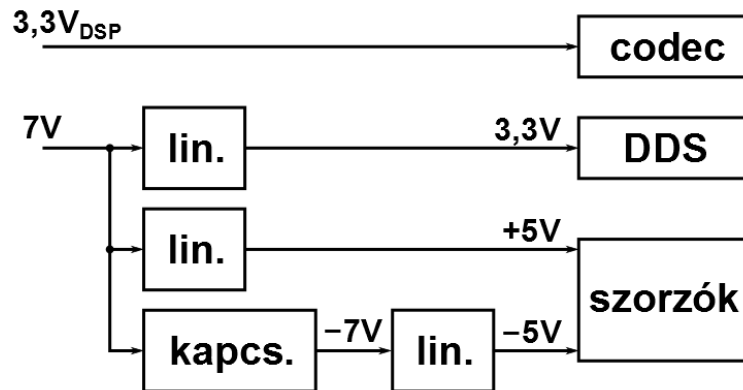 3,3V_DSP
codec
7V
lin.
3,3V
DDS
lin.
+5V
szorzók
kapcs.
−7V
lin.
−5V